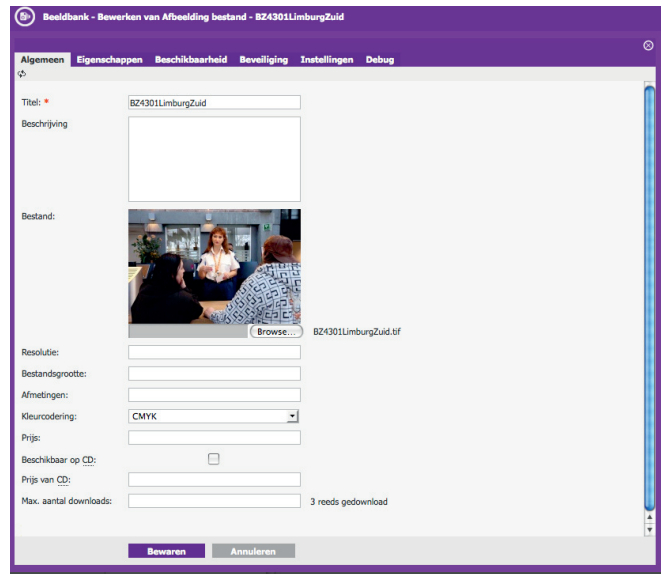 Beeldbank - Bewerken van Afbeelding bestand - BZ4301LimburgZuid
Algemeen Eigenschappen Beschikbaarheid Beveiliging Instellingen Debug
Titel: * BZ4301LimburgZuid
Beschrijving
Bestand:
Browse... BZ4301LimburgZuid.tif
Resolutie:
Bestandsgrootte:
Afmetingen:
Kleurcodering: CMYK
Prijs:
Beschikbaar op CD:
Prijs van CD:
Max. aantal downloads: 3 reeds gedownload
Bewaren Annuleren